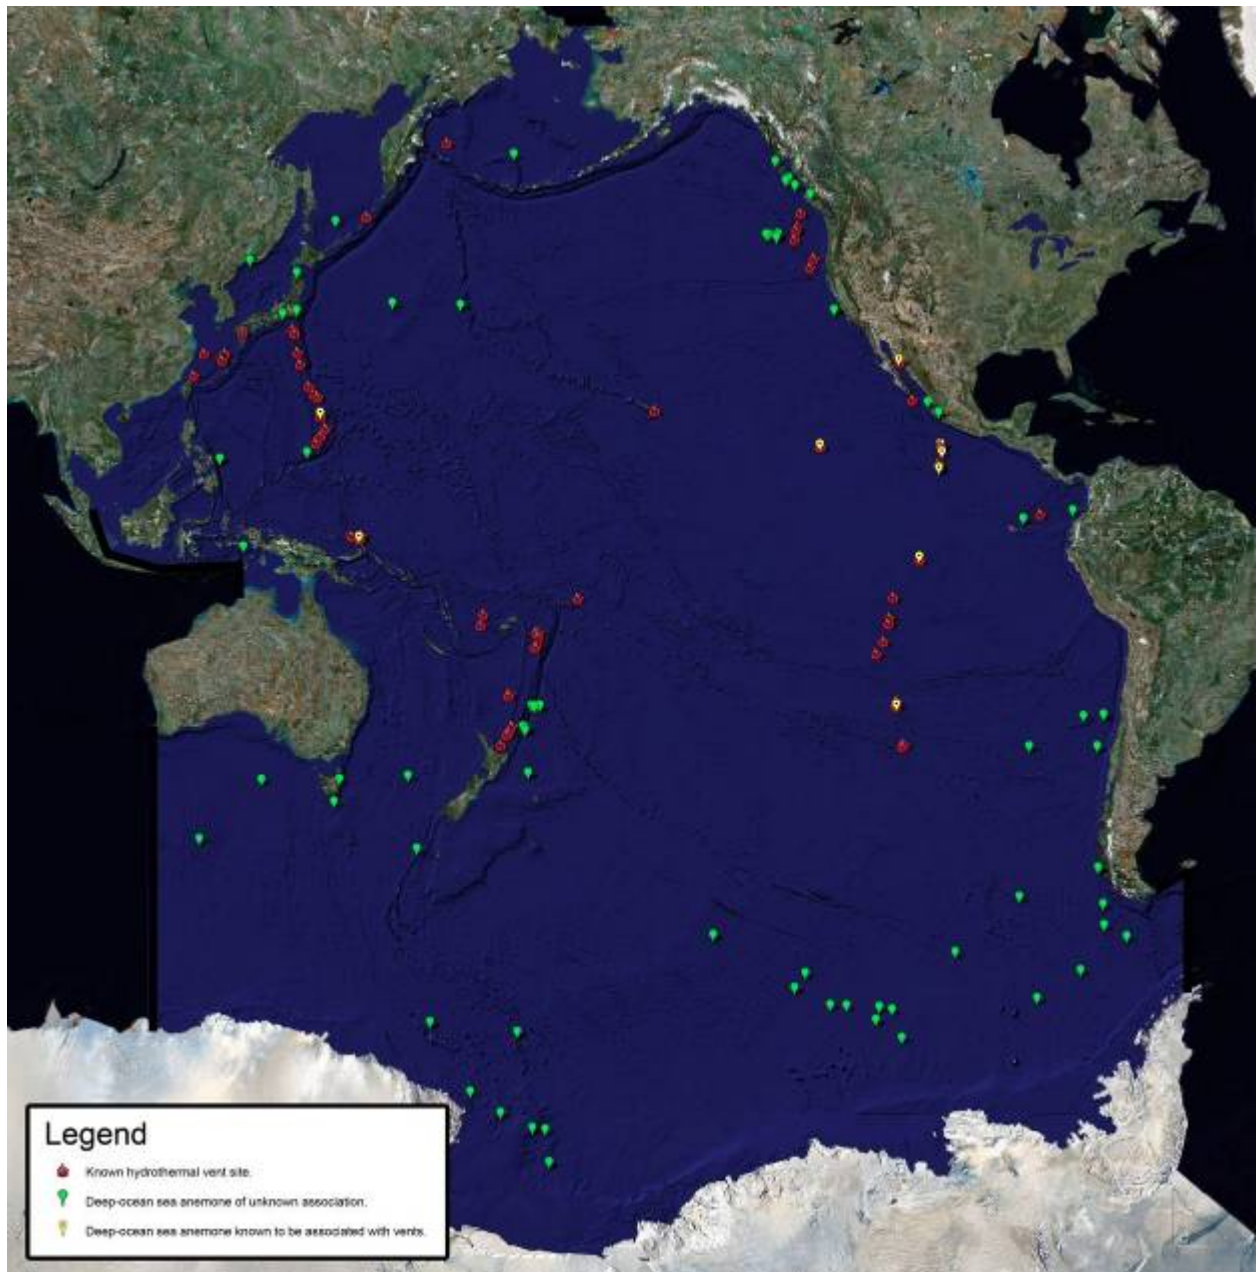 Legend
Known hydrothermal vent site.
Deep-ocean sea anemone of unknown association.
Deep-ocean sea anemone known to be associated with vents.